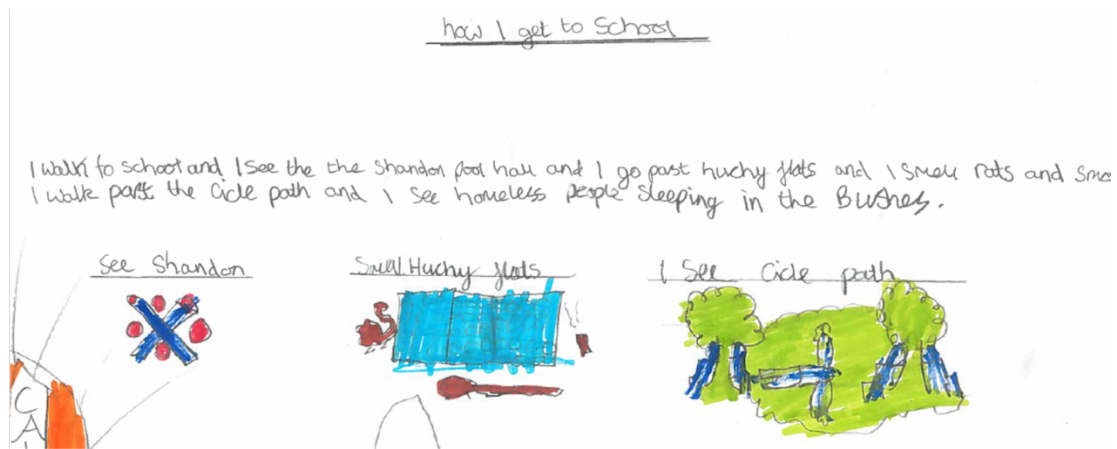 how I get to School
I walk to school and I see the the Shandon pool hall and I go past huchy flats and I smell rats and
I walk past the cicle path and I see homeless people sleeping in the Bushes.
See Shandon
Smell Huchy flats
I See cicle path
CA